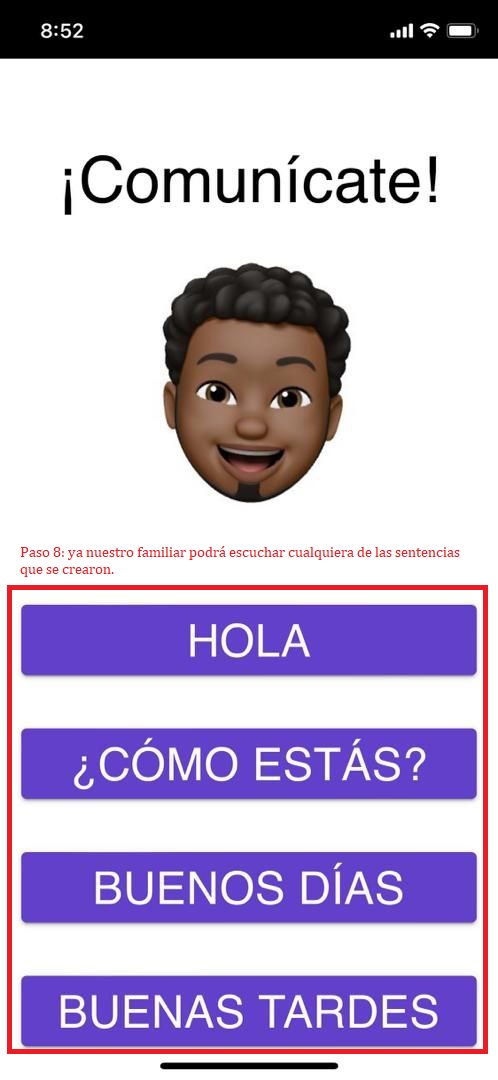 8:52
¡Comunícate!
Paso 8: ya nuestro familiar podrá escuchar cualquiera de las sentencias
que se crearon.
HOLA
¿CÓMO ESTÁS?
BUENOS DÍAS
BUENAS TARDES